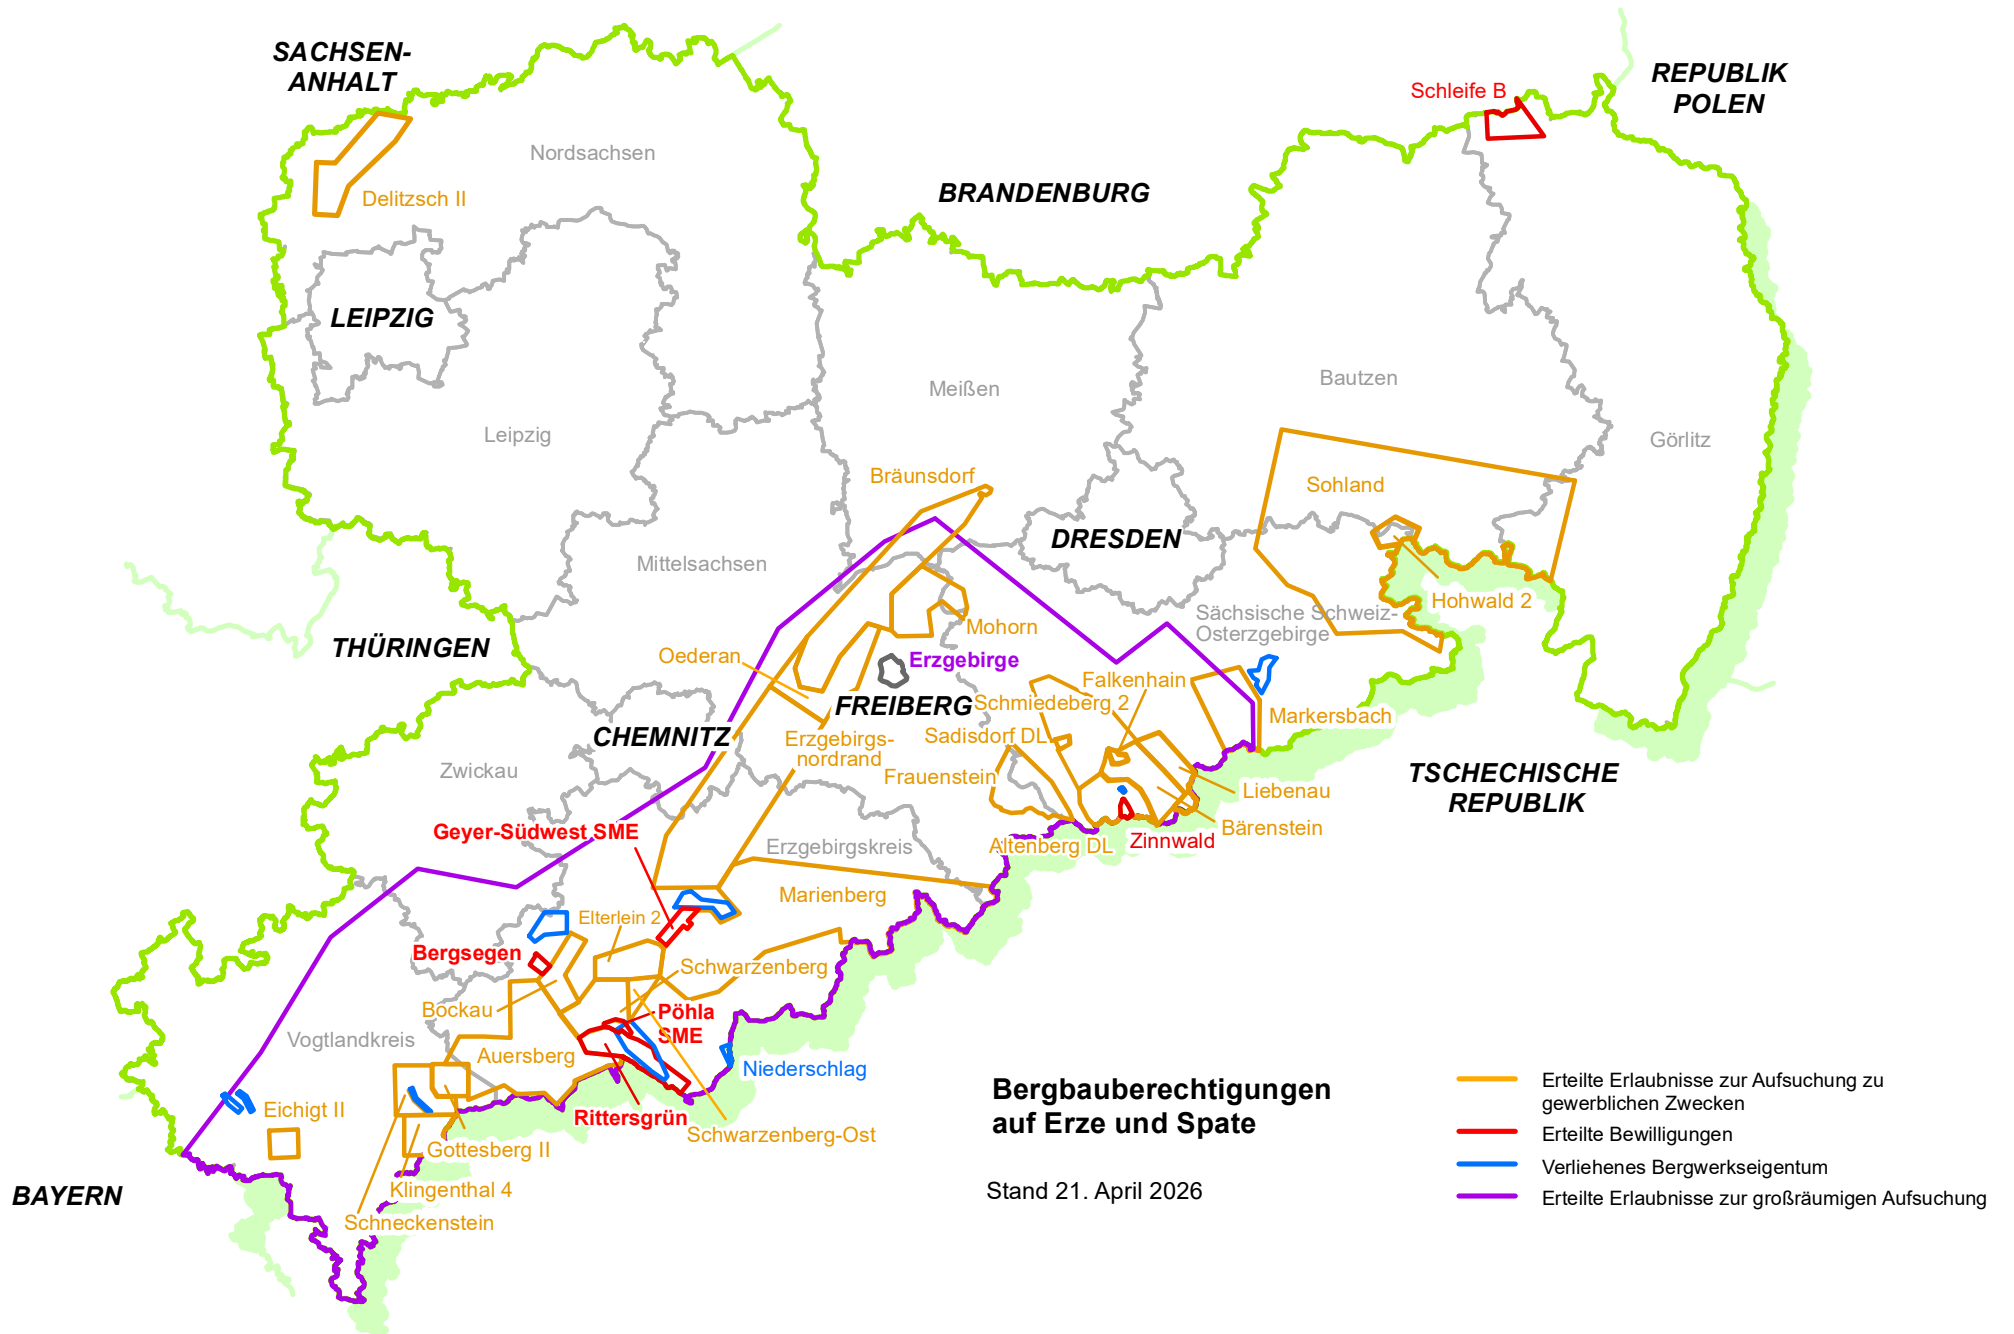 SACHSEN-
ANHALT
REPUBLIK
POLEN
Schleife B
Nordsachsen
Delitzsch II
BRANDENBURG
LEIPZIG
Meißen
Bautzen
Leipzig
Görlitz
Bräunsdorf
Sohland
DRESDEN
Mittelsachsen
Hohwald 2
Sächsische Schweiz-
Osterzgebirge
Mohorn
THÜRINGEN
Oederan
Erzgebirge
Falkenhain
FREIBERG
Schmiedeberg 2
Markersbach
CHEMNITZ
Sadisdorf DL
Erzgebirgs-
nordrand
Zwickau
Frauenstein
TSCHECHISCHE
REPUBLIK
Liebenau
Geyer-Südwest SME
Bärenstein
Erzgebirgskreis
Altenberg DL
Zinnwald
Marienberg
Elterlein 2
Bergsegen
Schwarzenberg
Bockau
Pöhla
SME
Vogtlandkreis
Auersberg
Niederschlag
Eichigt II
Rittersgrün
Schwarzenberg-Ost
Gottesberg II
Klingenthal 4
BAYERN
Schneckenstein
Bergbauberechtigungen
auf Erze und Spate
Stand 21. April 2026
Erteilte Erlaubnisse zur Aufsuchung zu
gewerblichen Zwecken
Erteilte Bewilligungen
Verliehenes Bergwerkseigentum
Erteilte Erlaubnisse zur großräumigen Aufsuchung